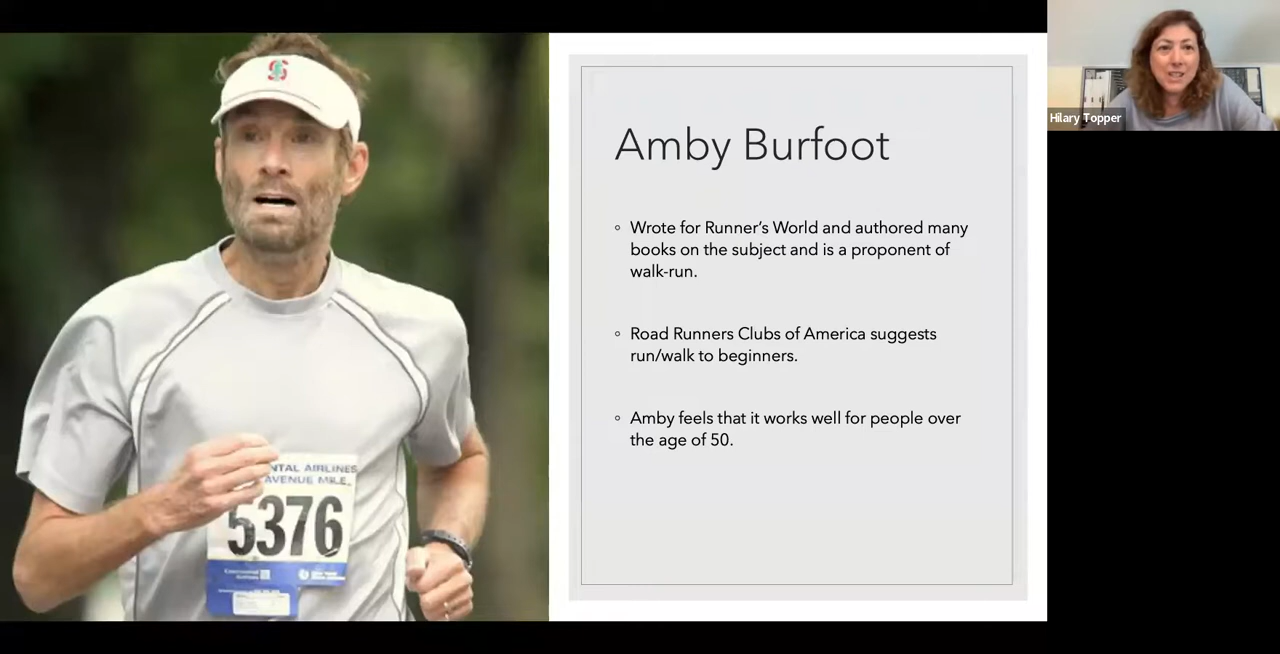 Amby Burfoot
Wrote for Runner's World and authored many
books on the subject and is a proponent of
walk-run.
Road Runners Clubs of America suggests
run/walk to beginners.
Amby feels that it works well for people over
the age of 50.
Hilary Topper
S
NTAL AIRLINES
AVENUE MILE
5376